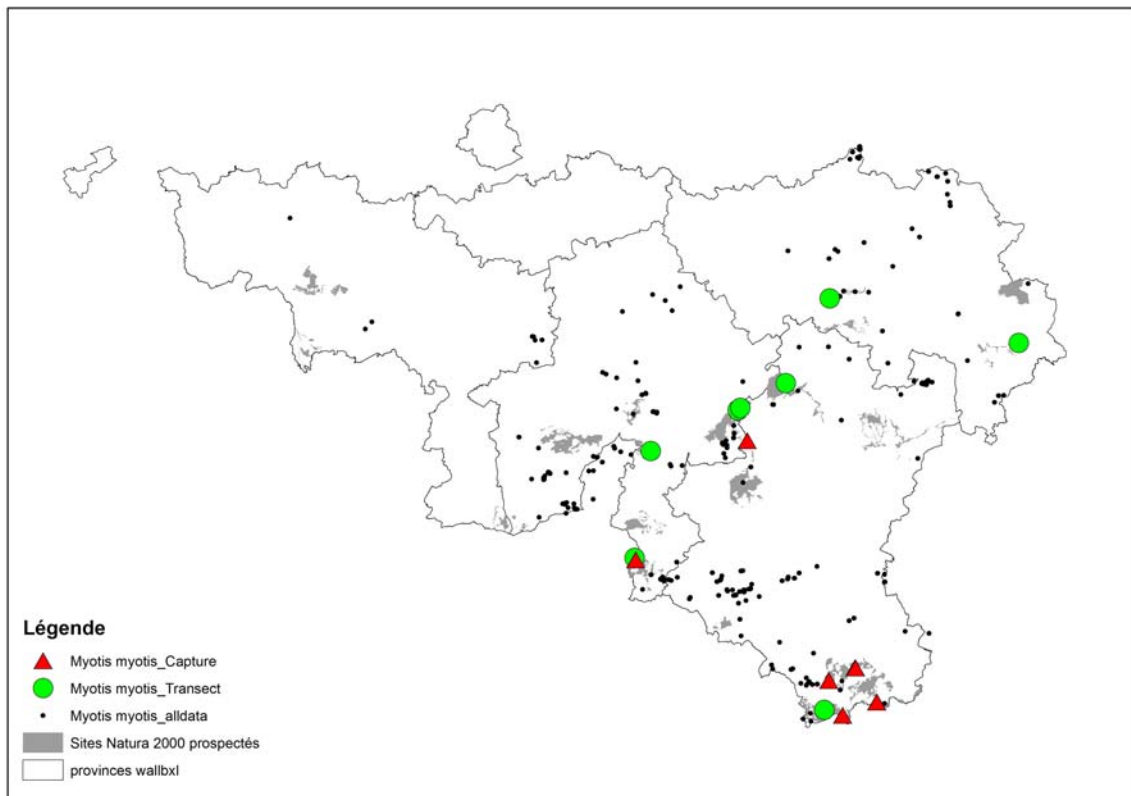 Légende
Myotis myotis_Capture
Myotis myotis_Transect
Myotis myotis_alldata
Sites Natura 2000 prospectés
provinces wallbxl